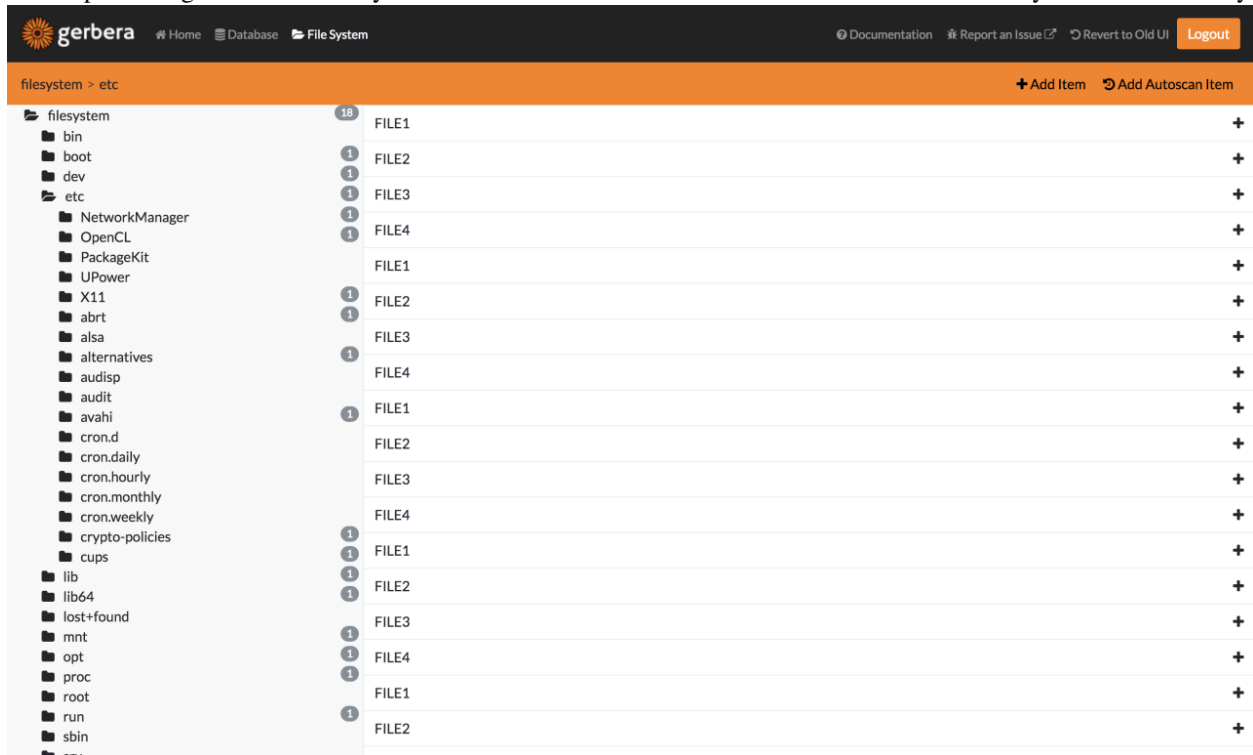 gerbera Home Database File System Documentation Report an Issue Revert to Old UI Logout
filesystem > etc Add Item Add Autoscan Item
filesystem 18
bin
boot 1
dev 1
etc 1
NetworkManager 1
OpenCL 1
PackageKit
UPower
X11 1
abrt 1
alsa
alternatives 1
audisp
audit
avahi 1
cron.d
cron.daily
cron.hourly
cron.monthly
cron.weekly
crypto-policies 1
cups 1
lib 1
lib64 1
lost+found
mnt 1
opt 1
proc 1
root
run 1
sbin
FILE1
FILE2
FILE3
FILE4
FILE1
FILE2
FILE3
FILE4
FILE1
FILE2
FILE3
FILE4
FILE1
FILE2
FILE3
FILE4
FILE1
FILE2